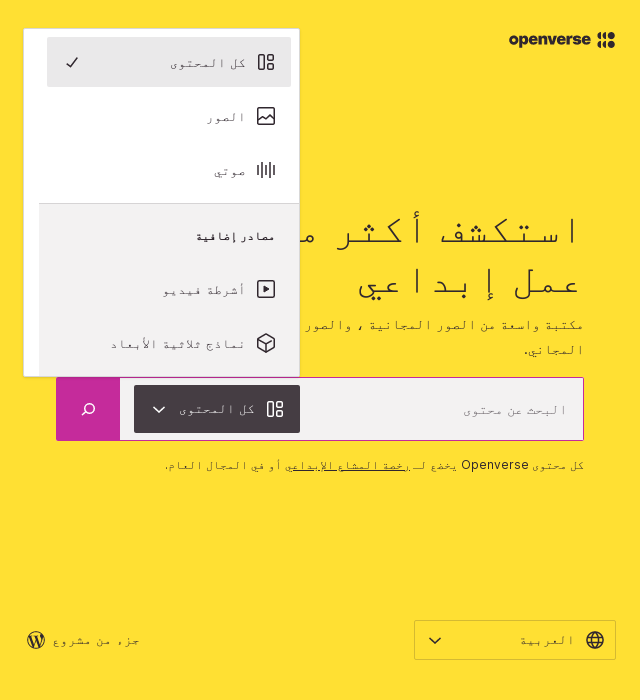 openverse
كل المحتوى
الصور
صوتي
مصادر إضافية
أشرطة فيديو
نماذج ثلاثية الأبعاد
استكشف أكثر
عمل إبداعي
مكتبة واسعة من الصور المجانية ، والصور
المجاني.
البحث عن محتوى
كل المحتوى
كل محتوى Openverse يخضع لـ رخصة المشاع الإبداعي أو في المجال العام.
العربية
جزء من مشروع